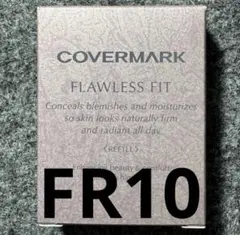 COVERMARK
FLAWLESS FIT
Conceals blemishes and moisturizes
so skin looks naturally firm
and radiant all day.
(REFILL)
FR10